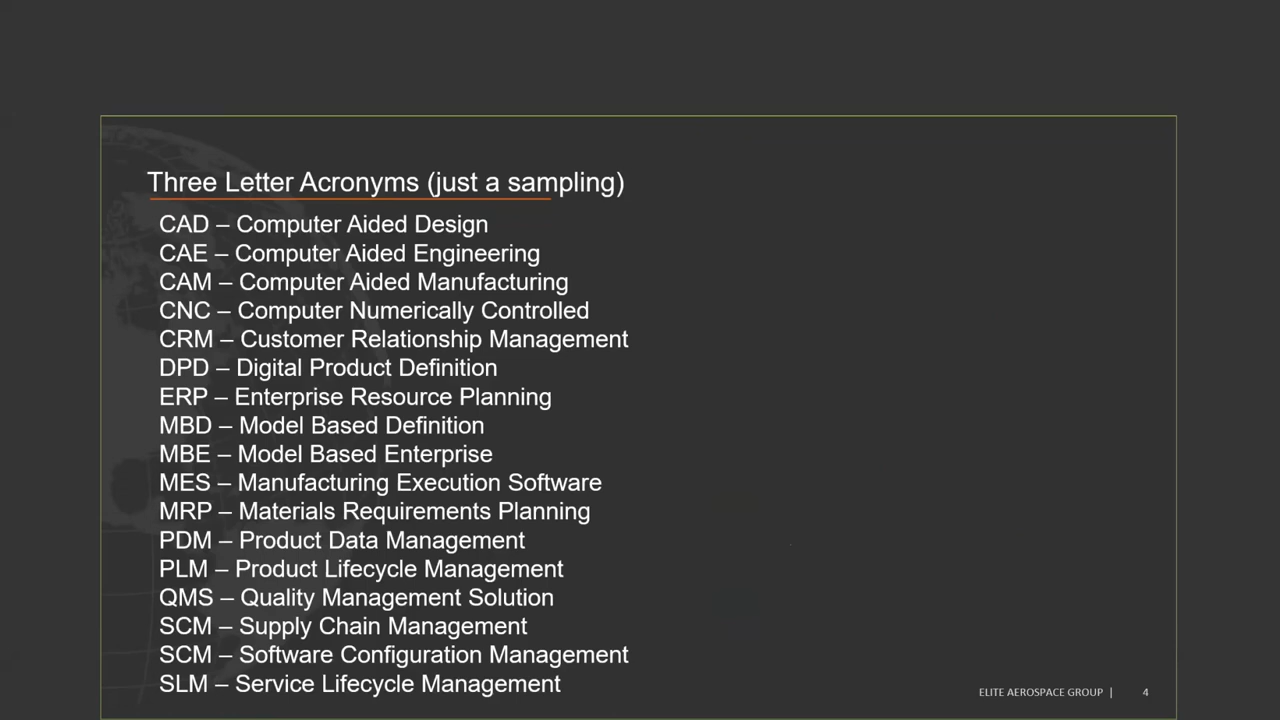 Three Letter Acronyms (just a sampling)
CAD – Computer Aided Design
CAE – Computer Aided Engineering
CAM – Computer Aided Manufacturing
CNC – Computer Numerically Controlled
CRM – Customer Relationship Management
DPD – Digital Product Definition
ERP – Enterprise Resource Planning
MBD – Model Based Definition
MBE – Model Based Enterprise
MES – Manufacturing Execution Software
MRP – Materials Requirements Planning
PDM – Product Data Management
PLM – Product Lifecycle Management
QMS – Quality Management Solution
SCM – Supply Chain Management
SCM – Software Configuration Management
SLM – Service Lifecycle Management
ELITE AEROSPACE GROUP | 4